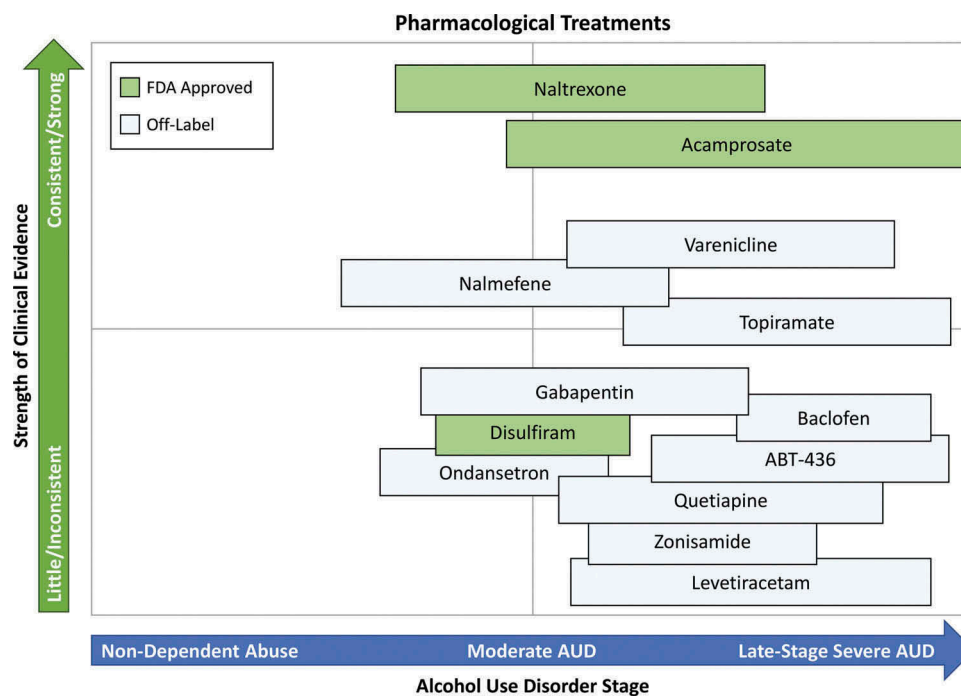 Pharmacological Treatments
FDA Approved
Off-Label
Naltrexone
Acamprosate
Varenicline
Nalmefene
Topiramate
Gabapentin
Baclofen
Disulfiram
ABT-436
Ondansetron
Quetiapine
Zonisamide
Levetiracetam
Strength of Clinical Evidence
Consistent/Strong
Little/Inconsistent
Non-Dependent Abuse
Moderate AUD
Late-Stage Severe AUD
Alcohol Use Disorder Stage